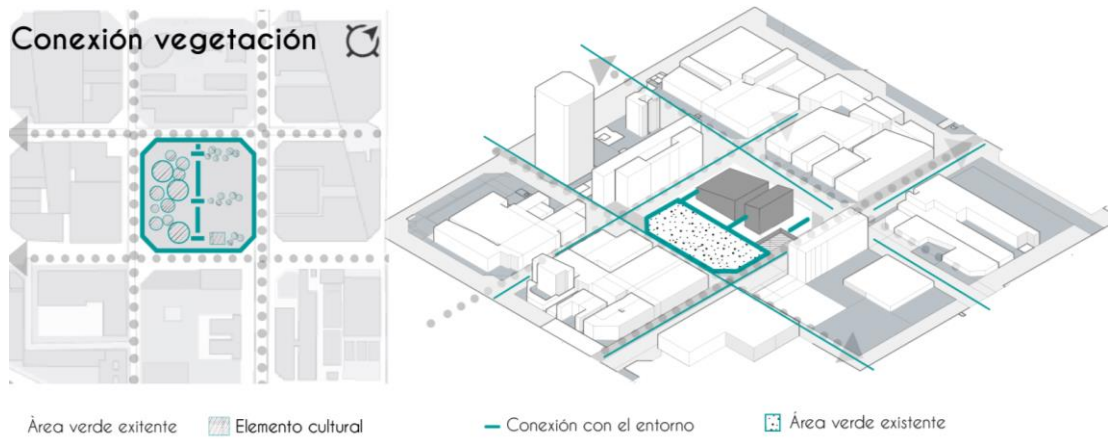 Conexión vegetación
Àrea verde exitente
Elemento cultural
Conexión con el entorno
Área verde existente